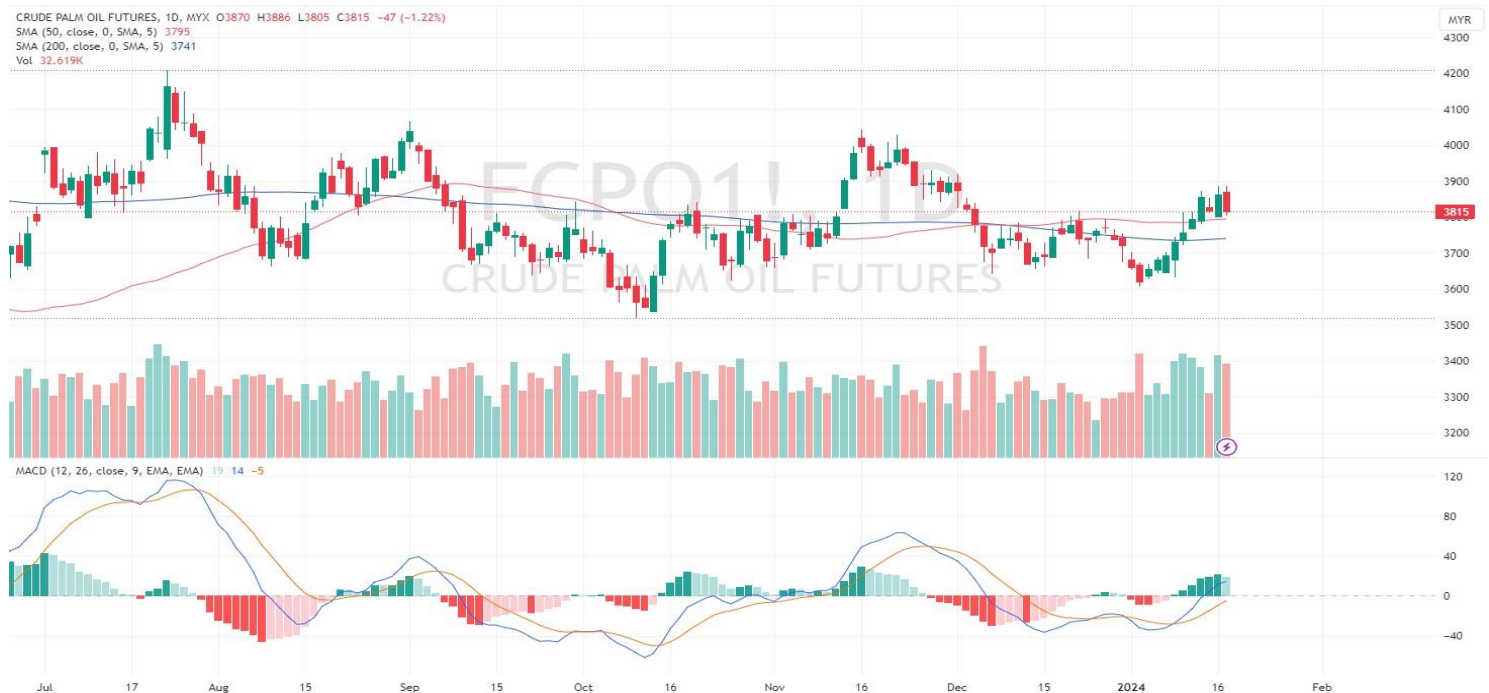 CRUDE PALM OIL FUTURES, 1D, MYX O3870 H3886 L3805 C3815 −47 (−1.22%)
MYR
SMA (50, close, 0, SMA, 5) 3795
SMA (200, close, 0, SMA, 5) 3741
Vol 32.619K
4300
4200
4100
4000
3900
3800
3815
3700
3600
3500
3400
3300
3200
FCPO1!, 1D
CRUDE PALM OIL FUTURES
MACD (12, 26, close, 9, EMA, EMA) 19 14 −5
120
80
40
0
−40
Jul 17 Aug 15 Sep 15 Oct 16 Nov 16 Dec 15 2024 16 Feb